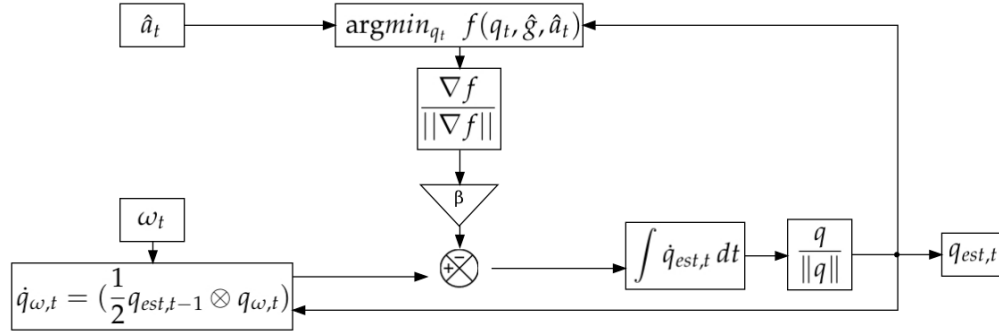 â_t
argmin_{q_t} f(q_t, ĝ, â_t)
∇f / ||∇f||
β
ω_t
+ −
q̇_{ω,t} = (1/2 q_{est,t−1} ⊗ q_{ω,t})
∫ q̇_{est,t} dt
q / ‖q‖
q_{est,t}